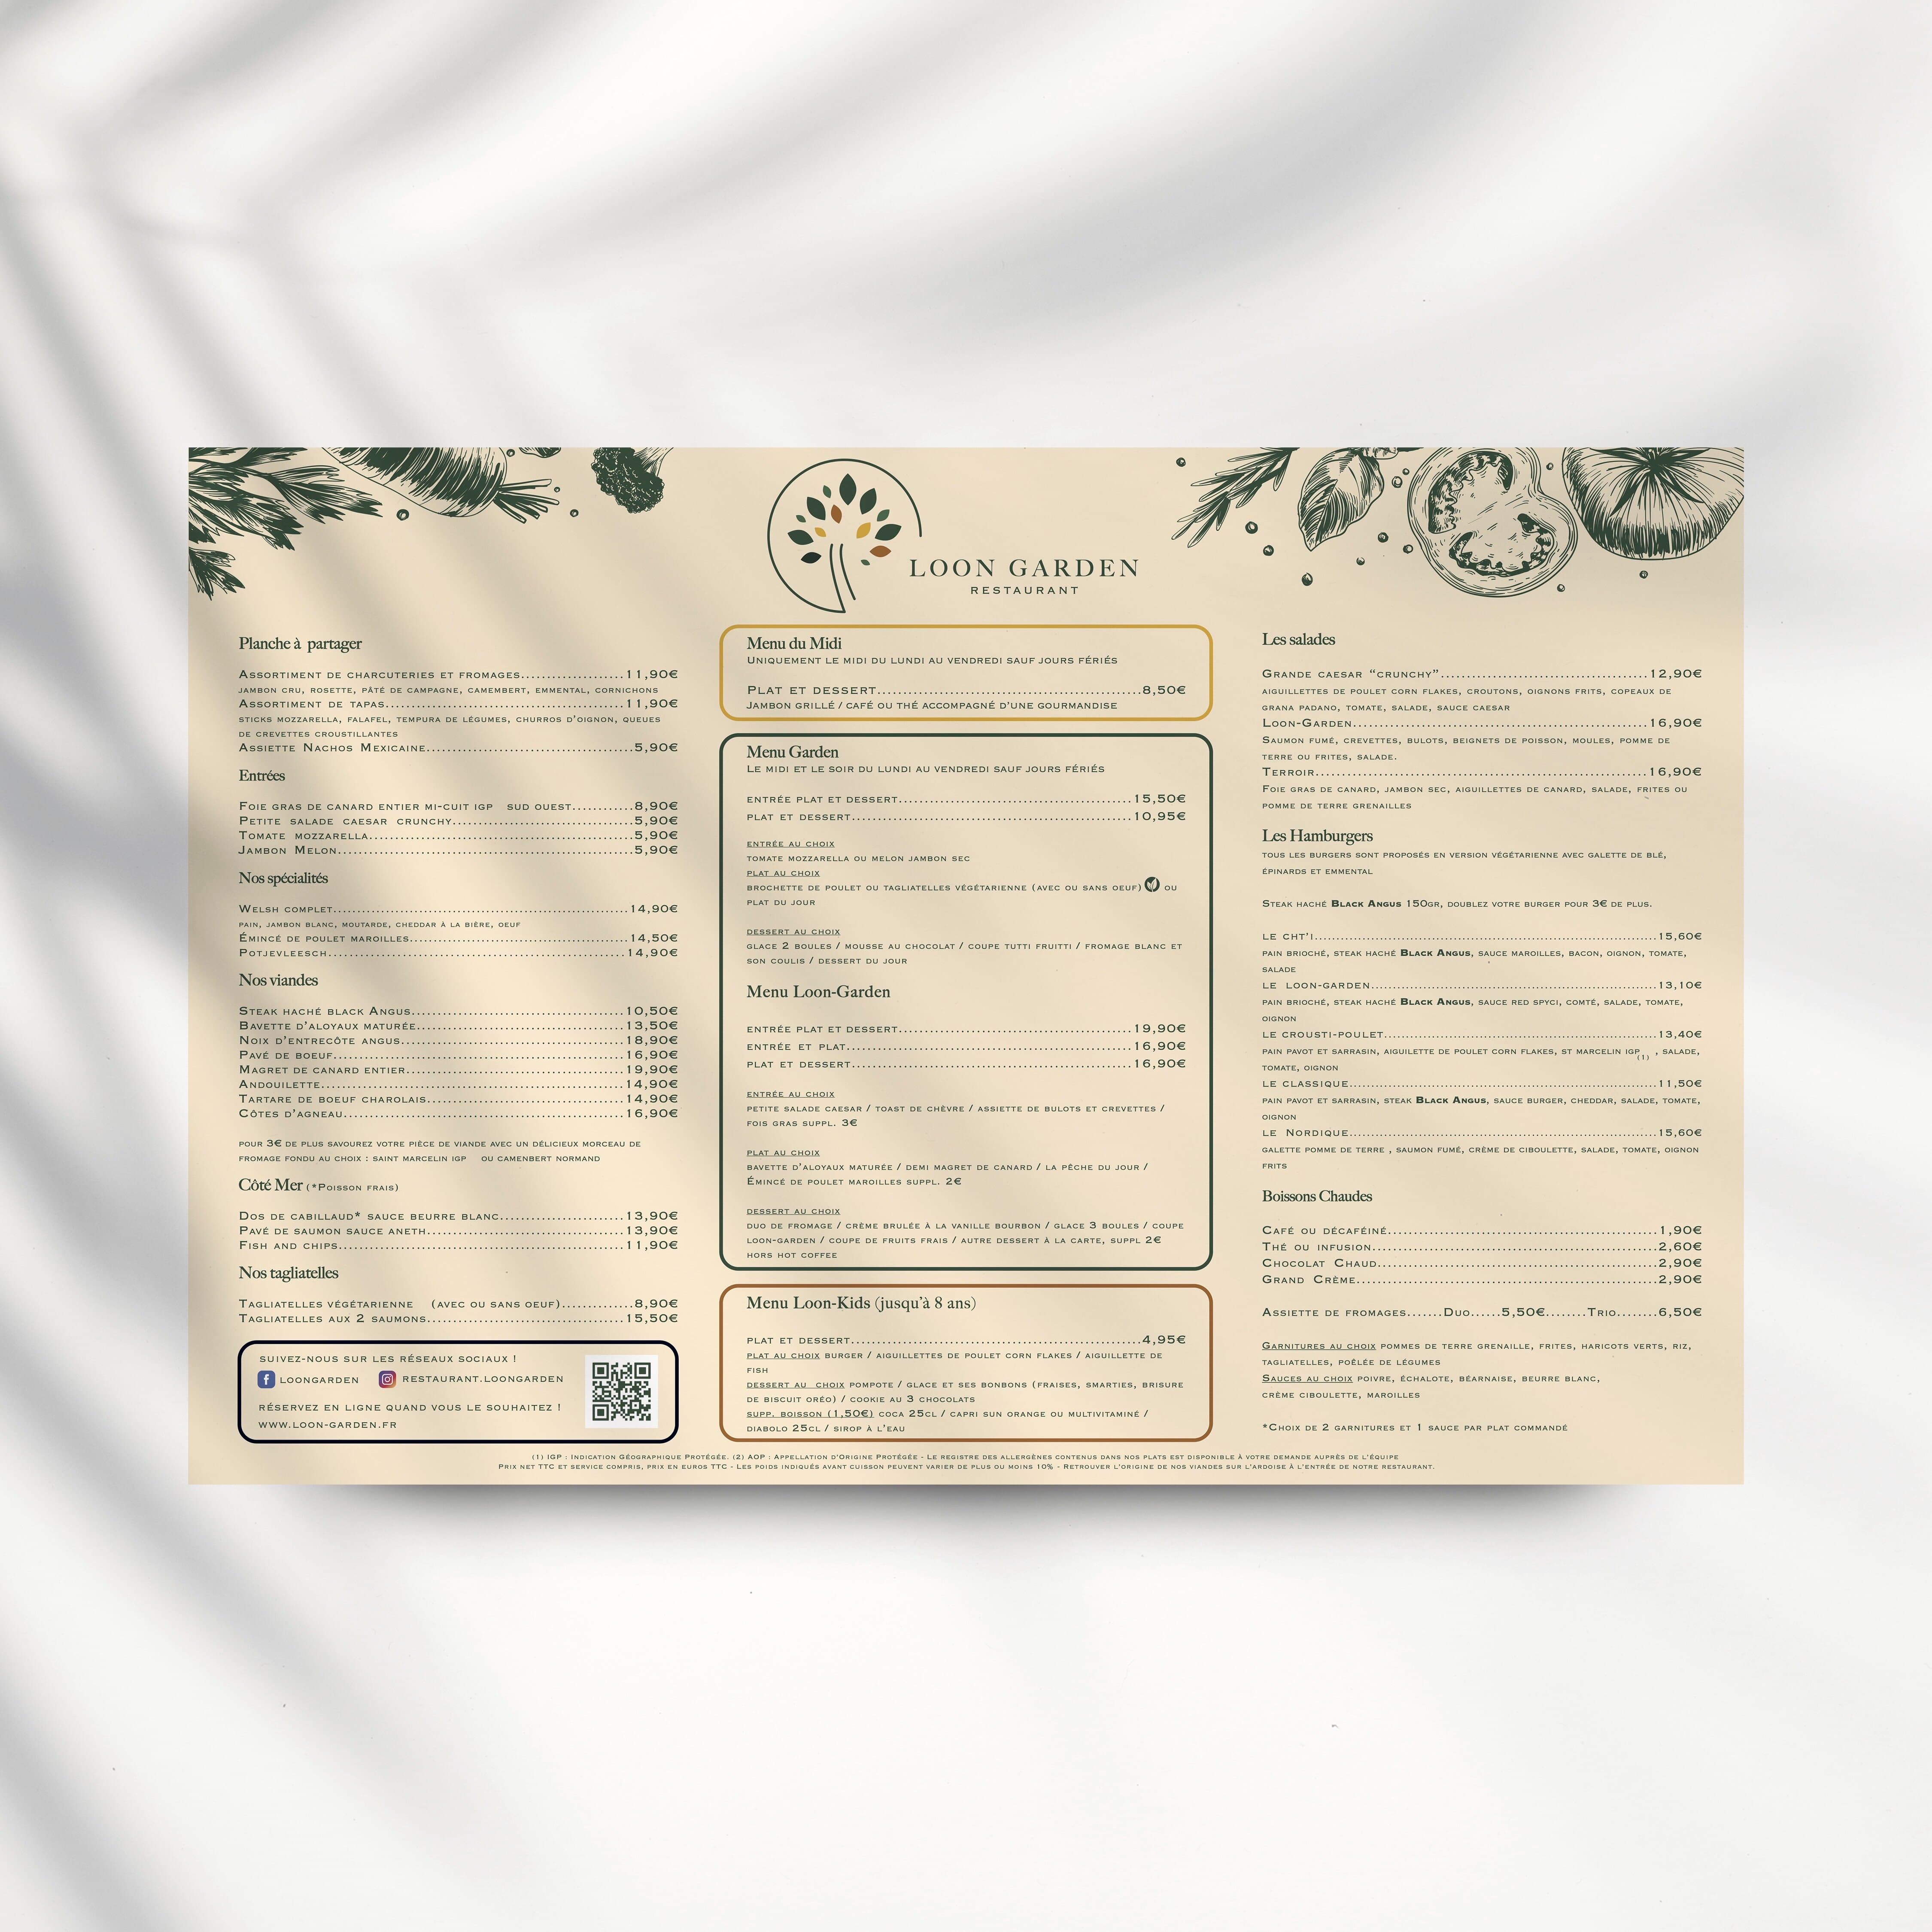 LOON GARDEN
RESTAURANT
Planche à partager
Assortiment de charcuteries et fromages....................11,90€
jambon cru, rosette, pâté de campagne, camembert, emmental, cornichons
Assortiment de tapas..............................................11,90€
sticks mozzarella, falafel, tempura de légumes, churros d'oignon, queues
de crevettes croustillantes
Assiette Nachos Mexicaine........................................5,90€
Entrées
Foie gras de canard entier mi-cuit igp sud ouest............8,90€
Petite salade caesar crunchy...................................5,90€
Tomate mozzarella...................................................5,90€
Jambon Melon.........................................................5,90€
Nos spécialités
Welsh complet.........................................................14,90€
pain, jambon blanc, moutarde, cheddar à la bière, oeuf
Émincé de poulet maroilles..........................................14,50€
Potjevleesch..........................................................14,90€
Nos viandes
Steak haché black Angus.........................................10,50€
Bavette d'aloyaux maturée........................................13,50€
Noix d'entrecôte angus...........................................18,90€
Pavé de boeuf........................................................16,90€
Magret de canard entier..........................................19,90€
Andouilette...........................................................14,90€
Tartare de boeuf charolais......................................14,90€
Côtes d'agneau......................................................16,90€
pour 3€ de plus savourez votre pièce de viande avec un délicieux morceau de
fromage fondu au choix : saint marcelin igp ou camenbert normand
Côté Mer (*Poisson frais)
Dos de cabillaud* sauce beurre blanc........................13,90€
Pavé de saumon sauce aneth......................................13,90€
Fish and chips.......................................................11,90€
Nos tagliatelles
Tagliatelles végétarienne (avec ou sans oeuf)..............8,90€
Tagliatelles aux 2 saumons......................................15,50€
suivez-nous sur les réseaux sociaux !
loongarden restaurant.loongarden
réservez en ligne quand vous le souhaitez !
www.loon-garden.fr
Menu du Midi
Uniquement le midi du lundi au vendredi sauf jours fériés
Plat et dessert...................................................8,50€
Jambon grillé / café ou thé accompagné d'une gourmandise
Menu Garden
Le midi et le soir du lundi au vendredi sauf jours fériés
entrée plat et dessert.............................................15,50€
plat et dessert......................................................10,95€
entrée au choix
tomate mozzarella ou melon jambon sec
plat au choix
brochette de poulet ou tagliatelles végétarienne (avec ou sans oeuf) ou
plat du jour
dessert au choix
glace 2 boules / mousse au chocolat / coupe tutti fruitti / fromage blanc et
son coulis / dessert du jour
Menu Loon-Garden
entrée plat et dessert.............................................19,90€
entrée et plat.......................................................16,90€
plat et dessert......................................................16,90€
entrée au choix
petite salade caesar / toast de chèvre / assiette de bulots et crevettes /
fois gras suppl. 3€
plat au choix
bavette d'aloyaux maturée / demi magret de canard / la pêche du jour /
Émincé de poulet maroilles suppl. 2€
dessert au choix
duo de fromage / crème brulée à la vanille bourbon / glace 3 boules / coupe
loon-garden / coupe de fruits frais / autre dessert à la carte, suppl 2€
hors hot coffee
Menu Loon-Kids (jusqu'à 8 ans)
plat et dessert........................................................4,95€
plat au choix burger / aiguillettes de poulet corn flakes / aiguillette de
fish
dessert au choix pompote / glace et ses bonbons (fraises, smarties, brisure
de biscuit oréo) / cookie au 3 chocolats
supp. boisson (1,50€) coca 25cl / capri sun orange ou multivitaminé /
diabolo 25cl / sirop à l'eau
Les salades
Grande caesar "crunchy"........................................12,90€
aiguillettes de poulet corn flakes, croutons, oignons frits, copeaux de
grana padano, tomate, salade, sauce caesar
Loon-Garden.........................................................16,90€
Saumon fumé, crevettes, bulots, beignets de poisson, moules, pomme de
terre ou frites, salade.
Terroir................................................................16,90€
Foie gras de canard, jambon sec, aiguillettes de canard, salade, frites ou
pomme de terre grenailles
Les Hamburgers
tous les burgers sont proposés en version végétarienne avec galette de blé,
épinards et emmental
Steak haché Black Angus 150gr, doublez votre burger pour 3€ de plus.
le cht'i................................................................15,60€
pain brioché, steak haché Black Angus, sauce maroilles, bacon, oignon, tomate,
salade
le loon-garden......................................................13,10€
pain brioché, steak haché Black Angus, sauce red spyci, comté, salade, tomate,
oignon
le crousti-poulet....................................................13,40€
pain pavot et sarrasin, aiguilette de poulet corn flakes, st marcelin igp(1) , salade,
tomate, oignon
le classique...........................................................11,50€
pain pavot et sarrasin, steak Black Angus, sauce burger, cheddar, salade, tomate,
oignon
le Nordique...........................................................15,60€
galette pomme de terre , saumon fumé, crème de ciboulette, salade, tomate, oignon
frits
Boissons Chaudes
Café ou décaféiné....................................................1,90€
Thé ou infusion.......................................................2,60€
Chocolat Chaud......................................................2,90€
Grand Crème..........................................................2,90€
Assiette de fromages.......Duo......5,50€........Trio........6,50€
Garnitures au choix pommes de terre grenaille, frites, haricots verts, riz,
tagliatelles, poêlée de légumes
Sauces au choix poivre, échalote, béarnaise, beurre blanc,
crème ciboulette, maroilles
*Choix de 2 garnitures et 1 sauce par plat commandé
(1) IGP : Indication Géographique Protégée. (2) AOP : Appellation d'Origine Protégée - Le registre des allergènes contenus dans nos plats est disponible à votre demande auprès de l'équipe
Prix net TTC et service compris, prix en euros TTC - Les poids indiqués avant cuisson peuvent varier de plus ou moins 10% - Retrouver l'origine de nos viandes sur l'ardoise à l'entrée de notre restaurant.